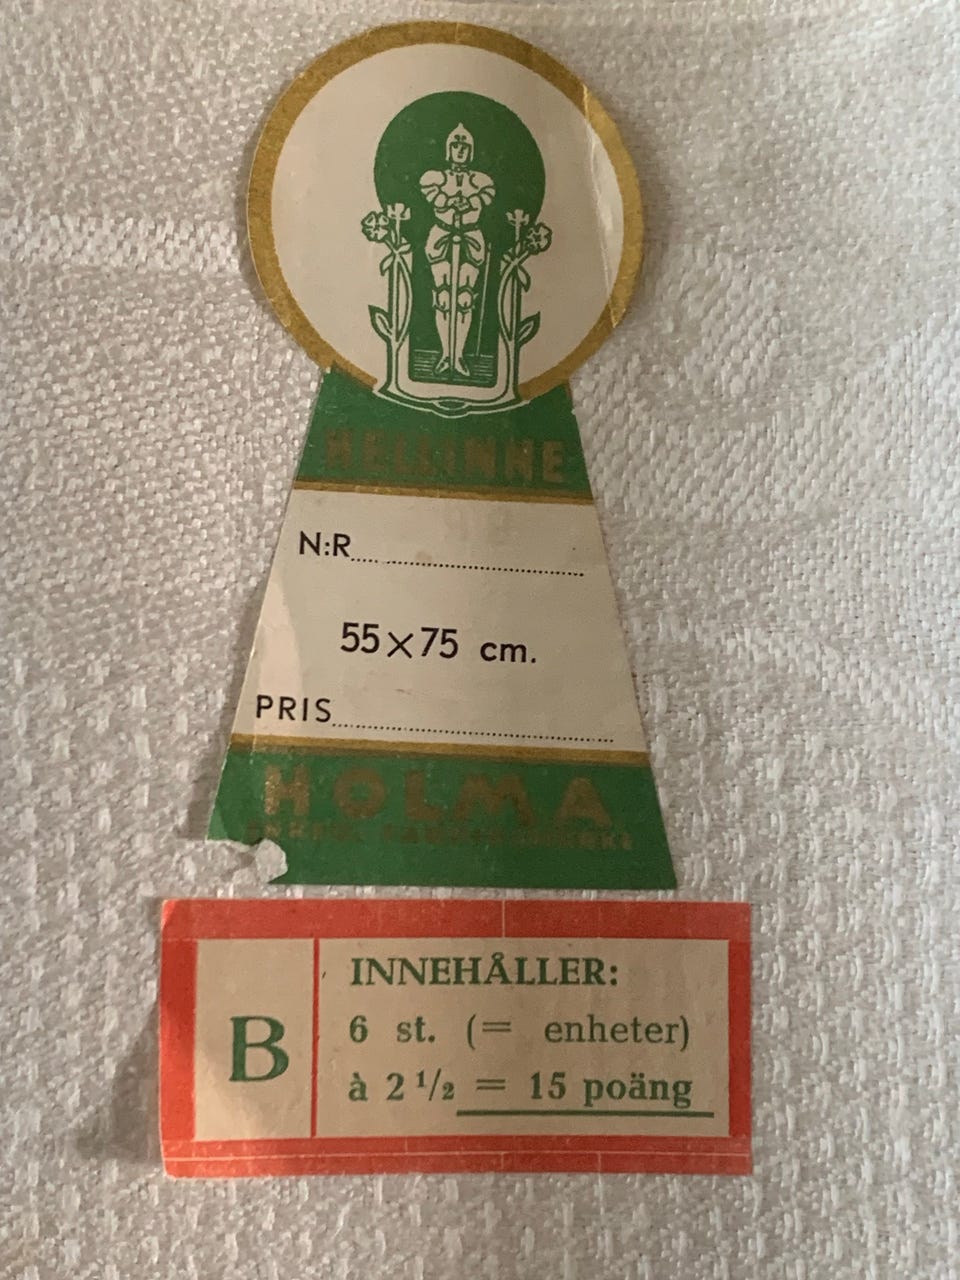 HELLINNE
N:R
55×75 cm.
PRIS
HOLMA
B
INNEHÅLLER:
6 st. (= enheter)
à 2 1/2 = 15 poäng